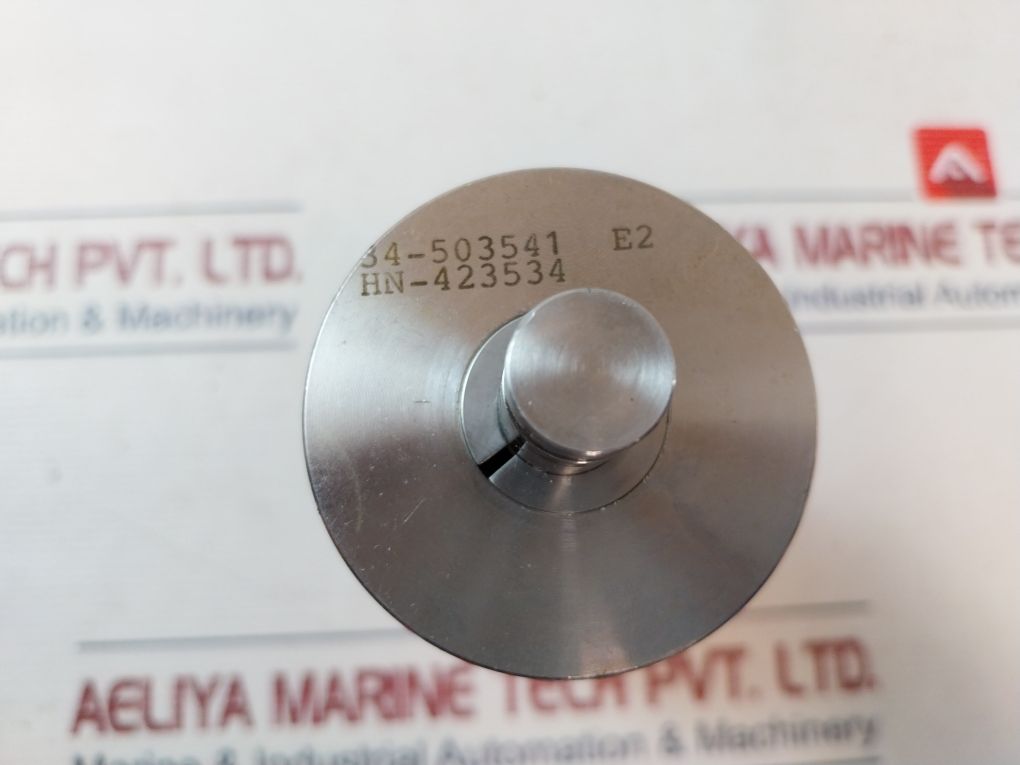 34-503541 E2
HN-423534
CH PVT. LTD.
ation & Machinery
YA MARINE TE
Industrial Autom
AELIYA MARINE TECH PVT. LTD.
Marine & Industrial Automation & Machinery